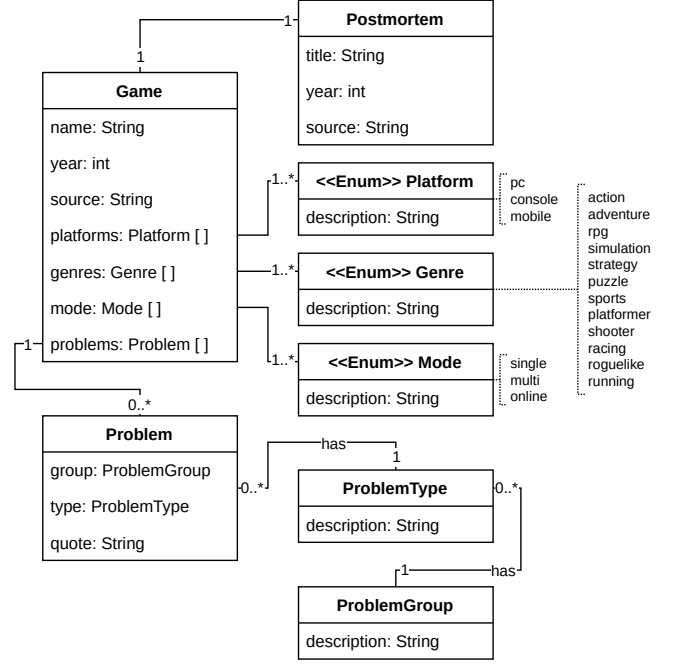 1
Postmortem
title: String
year: int
source: String
1
Game
name: String
year: int
source: String
platforms: Platform [ ]
genres: Genre [ ]
mode: Mode [ ]
problems: Problem [ ]
1..*
<<Enum>> Platform
description: String
pc
console
mobile
1..*
<<Enum>> Genre
description: String
action
adventure
rpg
simulation
strategy
puzzle
sports
platformer
shooter
racing
roguelike
running
1..*
<<Enum>> Mode
description: String
single
multi
online
1
0..*
Problem
group: ProblemGroup
type: ProblemType
quote: String
0..*
has
1
ProblemType
description: String
0..*
has
1
ProblemGroup
description: String